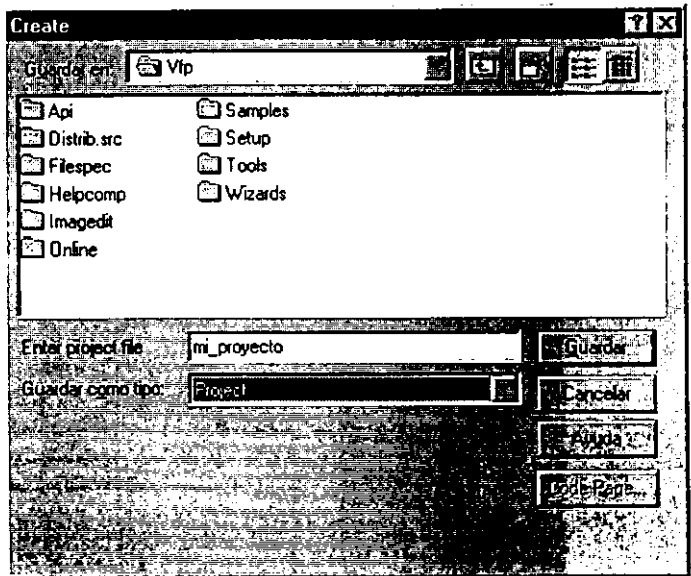 Create
Guardar en: Vfp
Api
Distrib.src
Filespec
Helpcomp
Imagedit
Online
Samples
Setup
Tools
Wizards
Enter project file mi_proyecto
Guardar
Guardar como tipo: Project
Cancelar
Ayuda
Code Page...